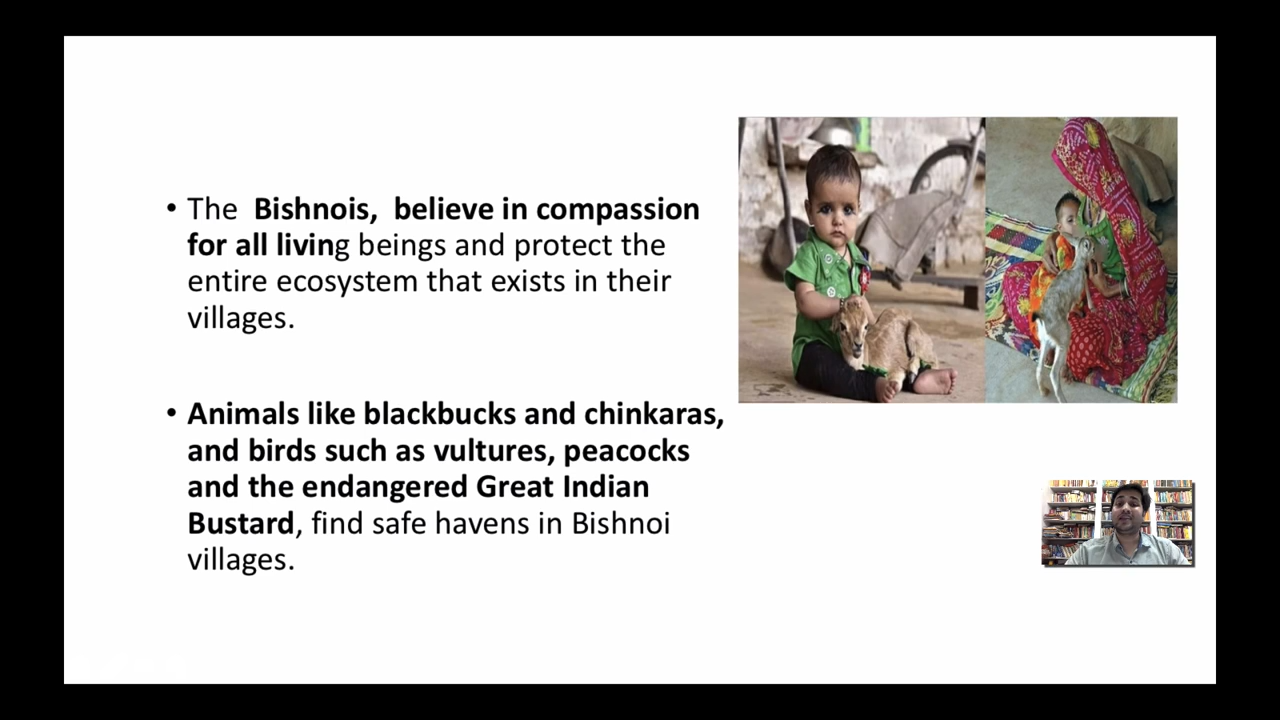 • The Bishnois, believe in compassion
for all living beings and protect the
entire ecosystem that exists in their
villages.
• Animals like blackbucks and chinkaras,
and birds such as vultures, peacocks
and the endangered Great Indian
Bustard, find safe havens in Bishnoi
villages.